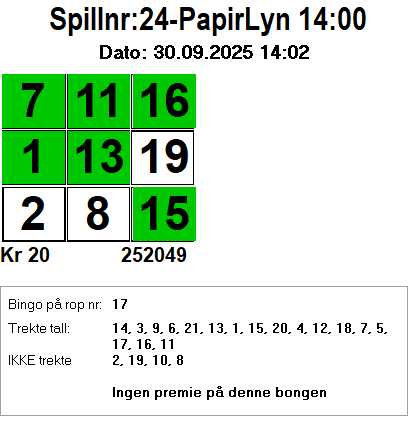 Spillnr:24-PapirLyn 14:00
Dato: 30.09.2025 14:02
7 11 16
1 13 19
2 8 15
Kr 20 252049
Bingo på rop nr: 17
Trekte tall: 14, 3, 9, 6, 21, 13, 1, 15, 20, 4, 12, 18, 7, 5,
17, 16, 11
IKKE trekte 2, 19, 10, 8
Ingen premie på denne bongen